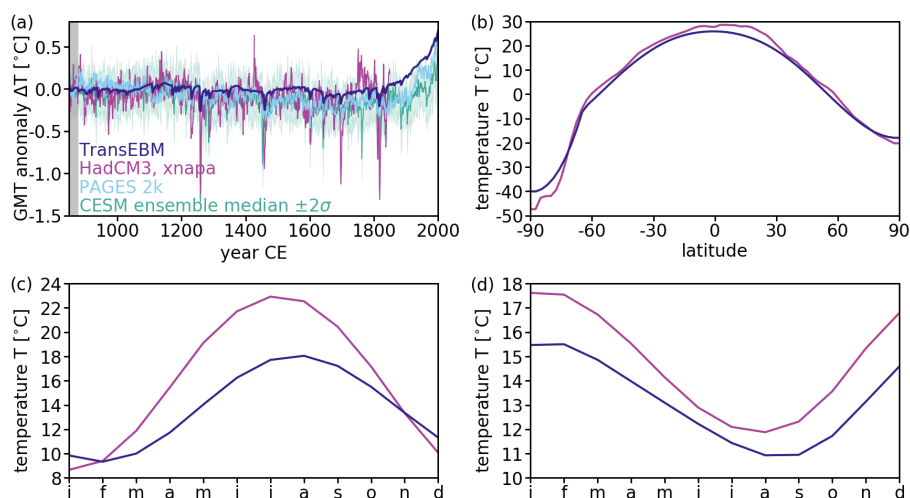 (a)
GMT anomaly ΔT [°C]
0.5
0.0
-0.5
-1.0
-1.5
TransEBM
HadCM3, xnapa
PAGES 2k
CESM ensemble median ±2σ
1000 1200 1400 1600 1800 2000
year CE
(b)
temperature T [°C]
30
20
10
0
-10
-20
-30
-40
-50
-90 -60 -30 0 30 60 90
latitude
(c)
temperature T [°C]
24
22
20
18
16
14
12
10
8
j f m a m j j a s o n d
(d)
temperature T [°C]
18
17
16
15
14
13
12
11
10
j f m a m j j a s o n d